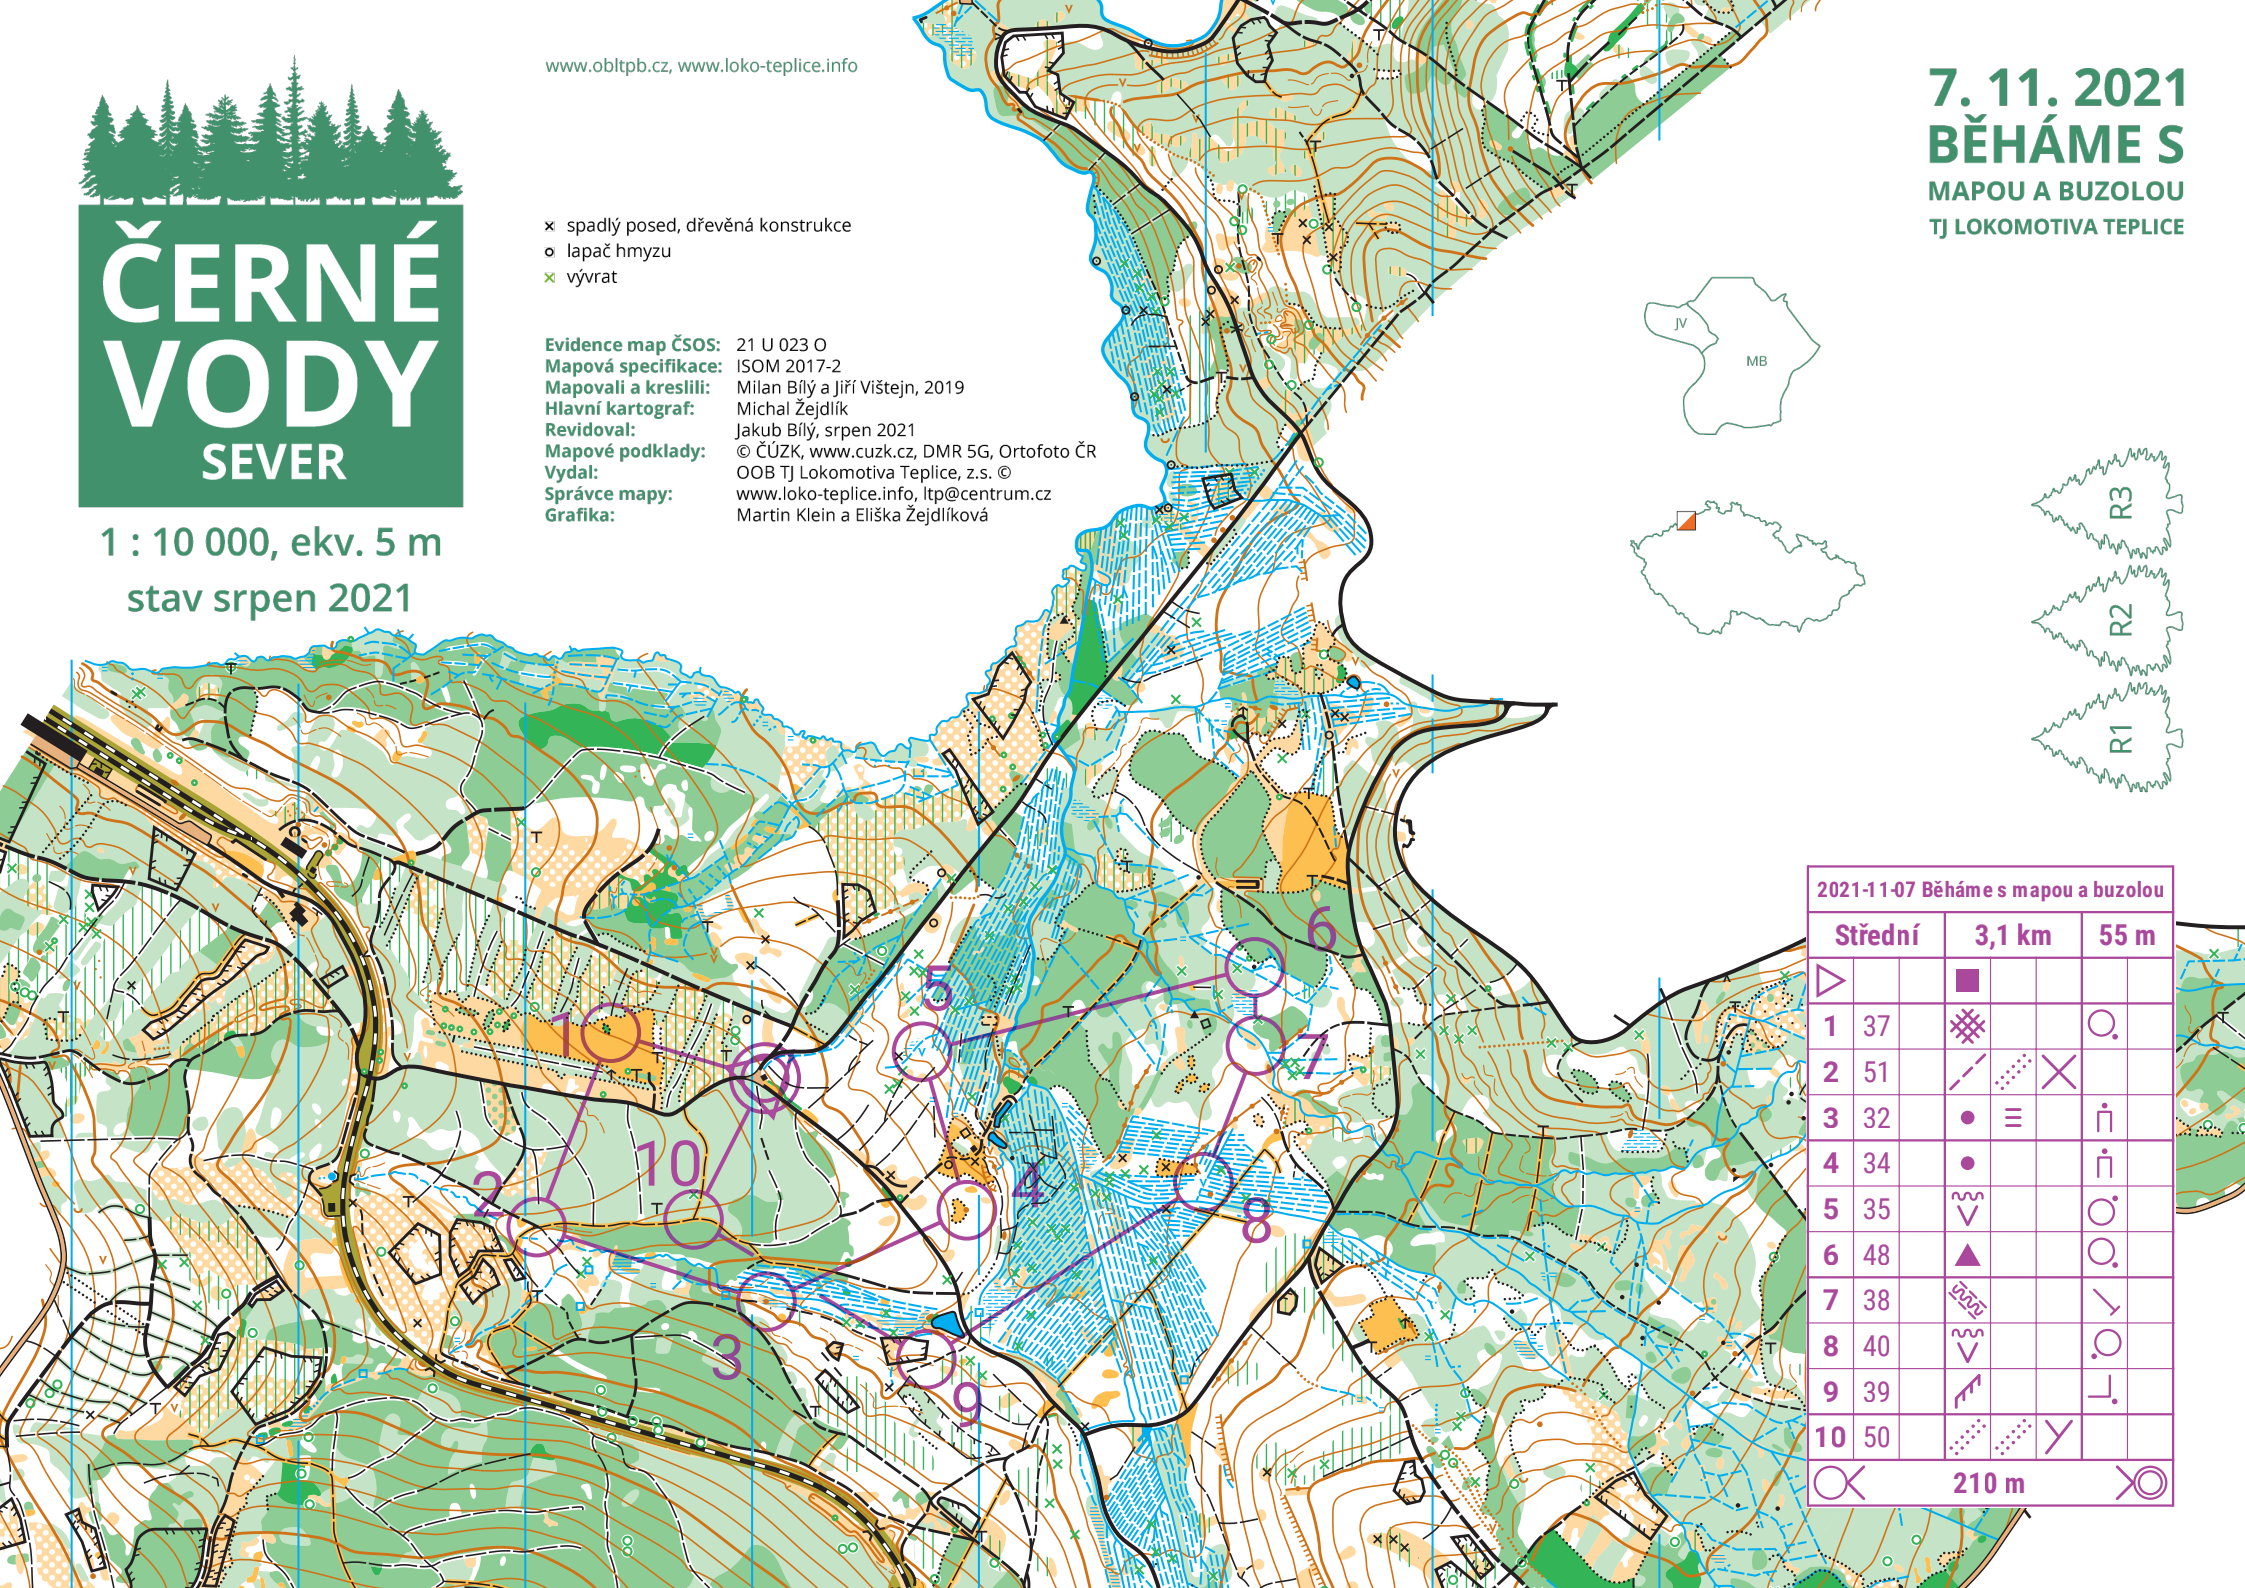 www.obltpb.cz, www.loko-teplice.info
ČERNÉ
VODY
SEVER
1 : 10 000, ekv. 5 m
stav srpen 2021
spadlý posed, dřevěná konstrukce
lapač hmyzu
vývrat
Evidence map ČSOS: 21 U 023 O
Mapová specifikace: ISOM 2017-2
Mapovali a kreslili: Milan Bílý a Jiří Vištejn, 2019
Hlavní kartograf: Michal Žejdlík
Revidoval: Jakub Bílý, srpen 2021
Mapové podklady: © ČÚZK, www.cuzk.cz, DMR 5G, Ortofoto ČR
Vydal: OOB TJ Lokomotiva Teplice, z.s. ©
Správce mapy: www.loko-teplice.info, ltp@centrum.cz
Grafika: Martin Klein a Eliška Žejdlíková
7. 11. 2021
BĚHÁME S
MAPOU A BUZOLOU
TJ LOKOMOTIVA TEPLICE
JV
MB
R3
R2
R1
6
5
1
7
10
2
4
8
3
9
2021-11-07 Běháme s mapou a buzolou
Střední 3,1 km 55 m
1 37
2 51
3 32
4 34
5 35
6 48
7 38
8 40
9 39
10 50
210 m